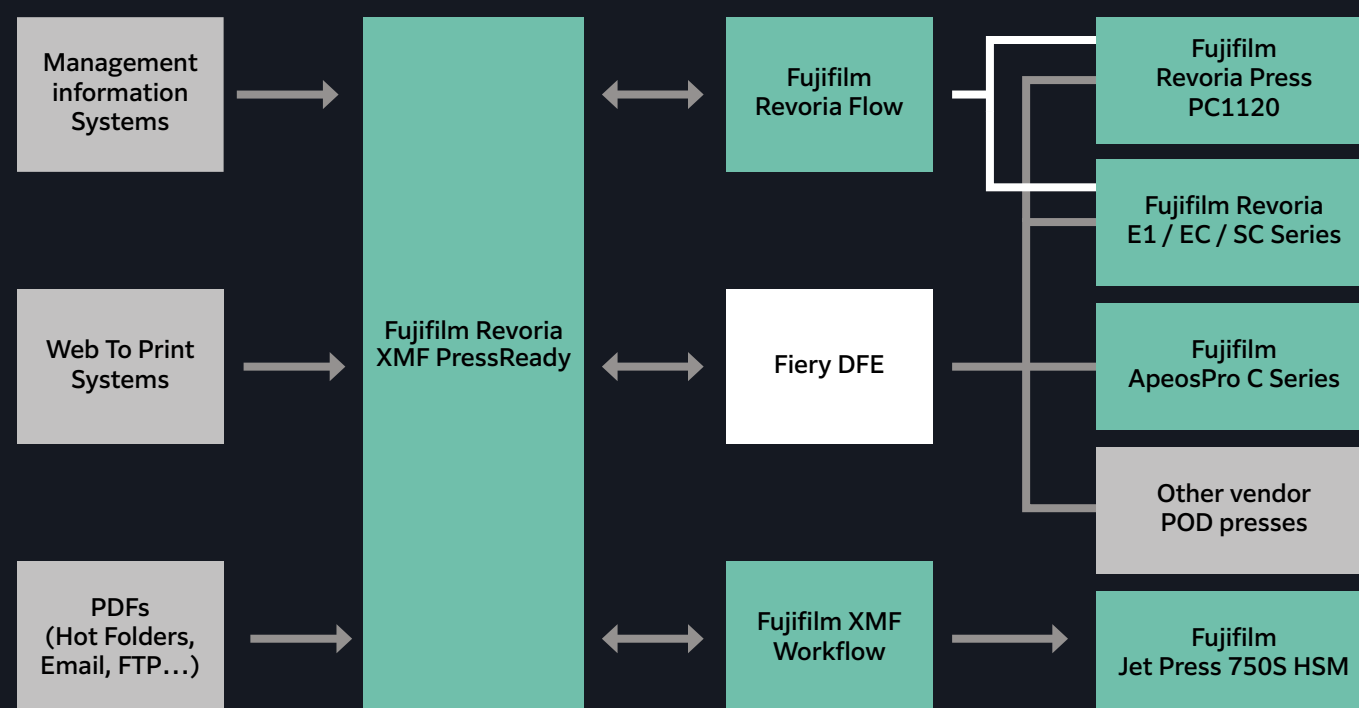 Management
information
Systems
Web To Print
Systems
PDFs
(Hot Folders,
Email, FTP...)
Fujifilm Revoria
XMF PressReady
Fujifilm
Revoria Flow
Fiery DFE
Fujifilm XMF
Workflow
Fujifilm
Revoria Press
PC1120
Fujifilm Revoria
E1 / EC / SC Series
Fujifilm
ApeosPro C Series
Other vendor
POD presses
Fujifilm
Jet Press 750S HSM